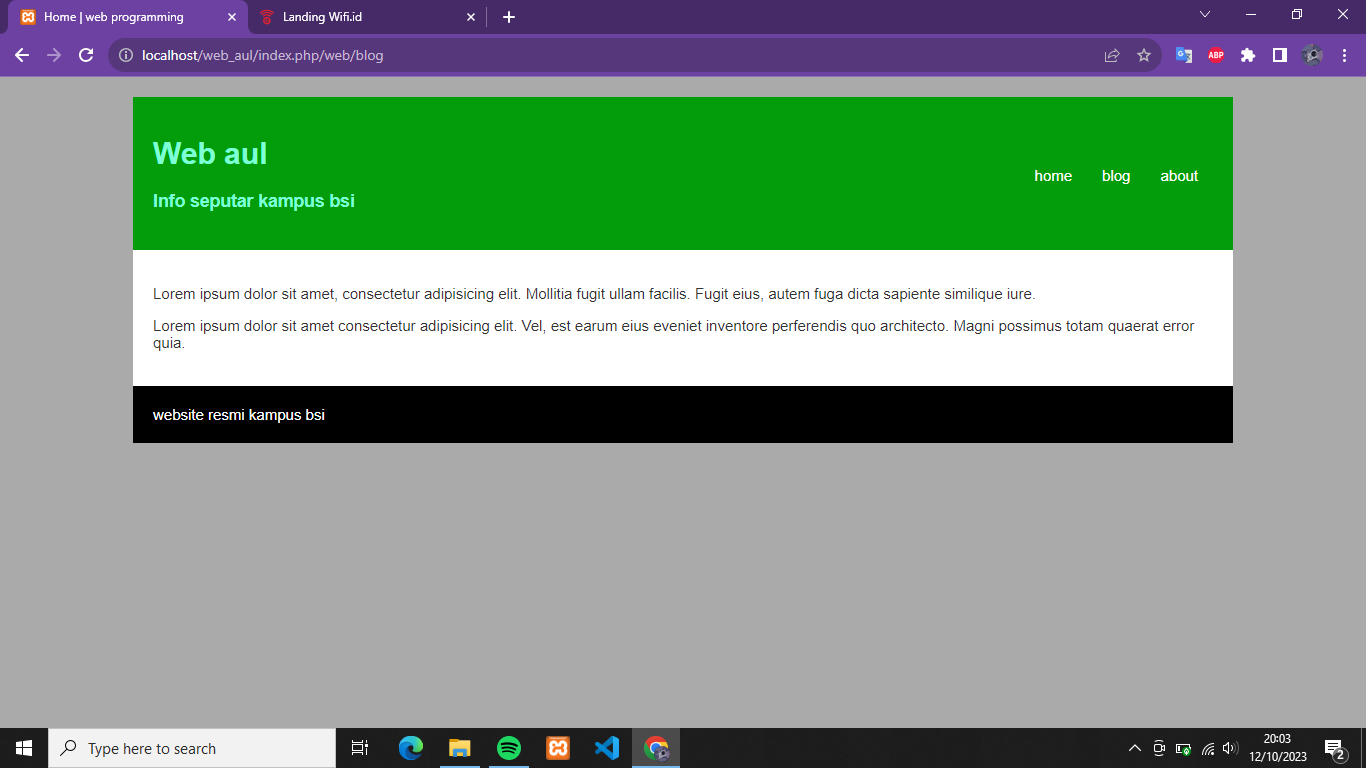 Home | web programming
Landing Wifi.id
localhost/web_aul/index.php/web/blog
ABP
Web aul
Info seputar kampus bsi
home blog about
Lorem ipsum dolor sit amet, consectetur adipisicing elit. Mollitia fugit ullam facilis. Fugit eius, autem fuga dicta sapiente similique iure.
Lorem ipsum dolor sit amet consectetur adipisicing elit. Vel, est earum eius eveniet inventore perferendis quo architecto. Magni possimus totam quaerat error
quia.
website resmi kampus bsi
Type here to search
20:03
12/10/2023
2